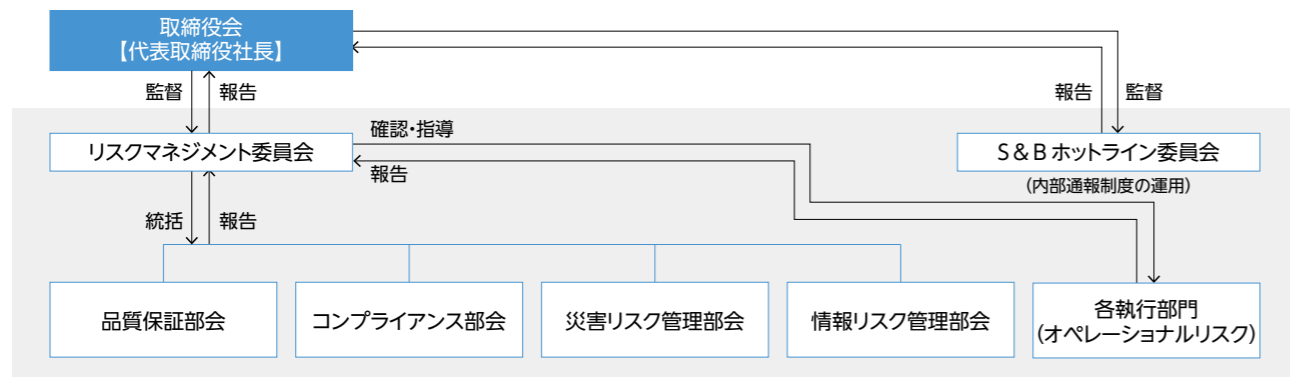 取締役会
【代表取締役社長】
監督
報告
報告
監督
リスクマネジメント委員会
確認・指導
報告
S&Bホットライン委員会
(内部通報制度の運用)
統括
報告
品質保証部会
コンプライアンス部会
災害リスク管理部会
情報リスク管理部会
各執行部門
(オペレーショナルリスク)